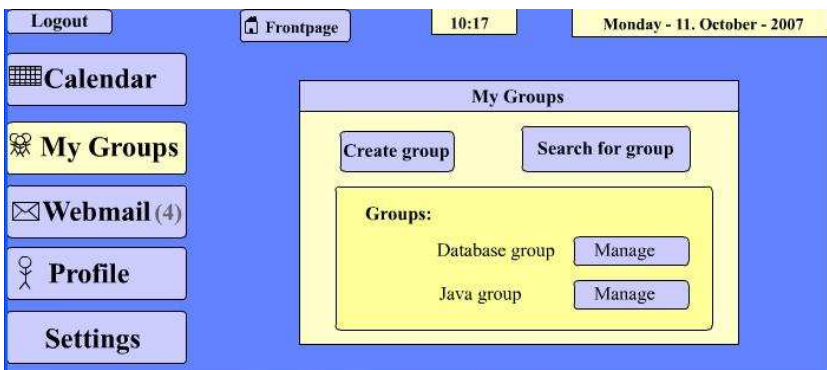 Logout
Frontpage
10:17
Monday - 11. October - 2007
Calendar
My Groups
Webmail (4)
Profile
Settings
My Groups
Create group
Search for group
Groups:
Database group Manage
Java group Manage